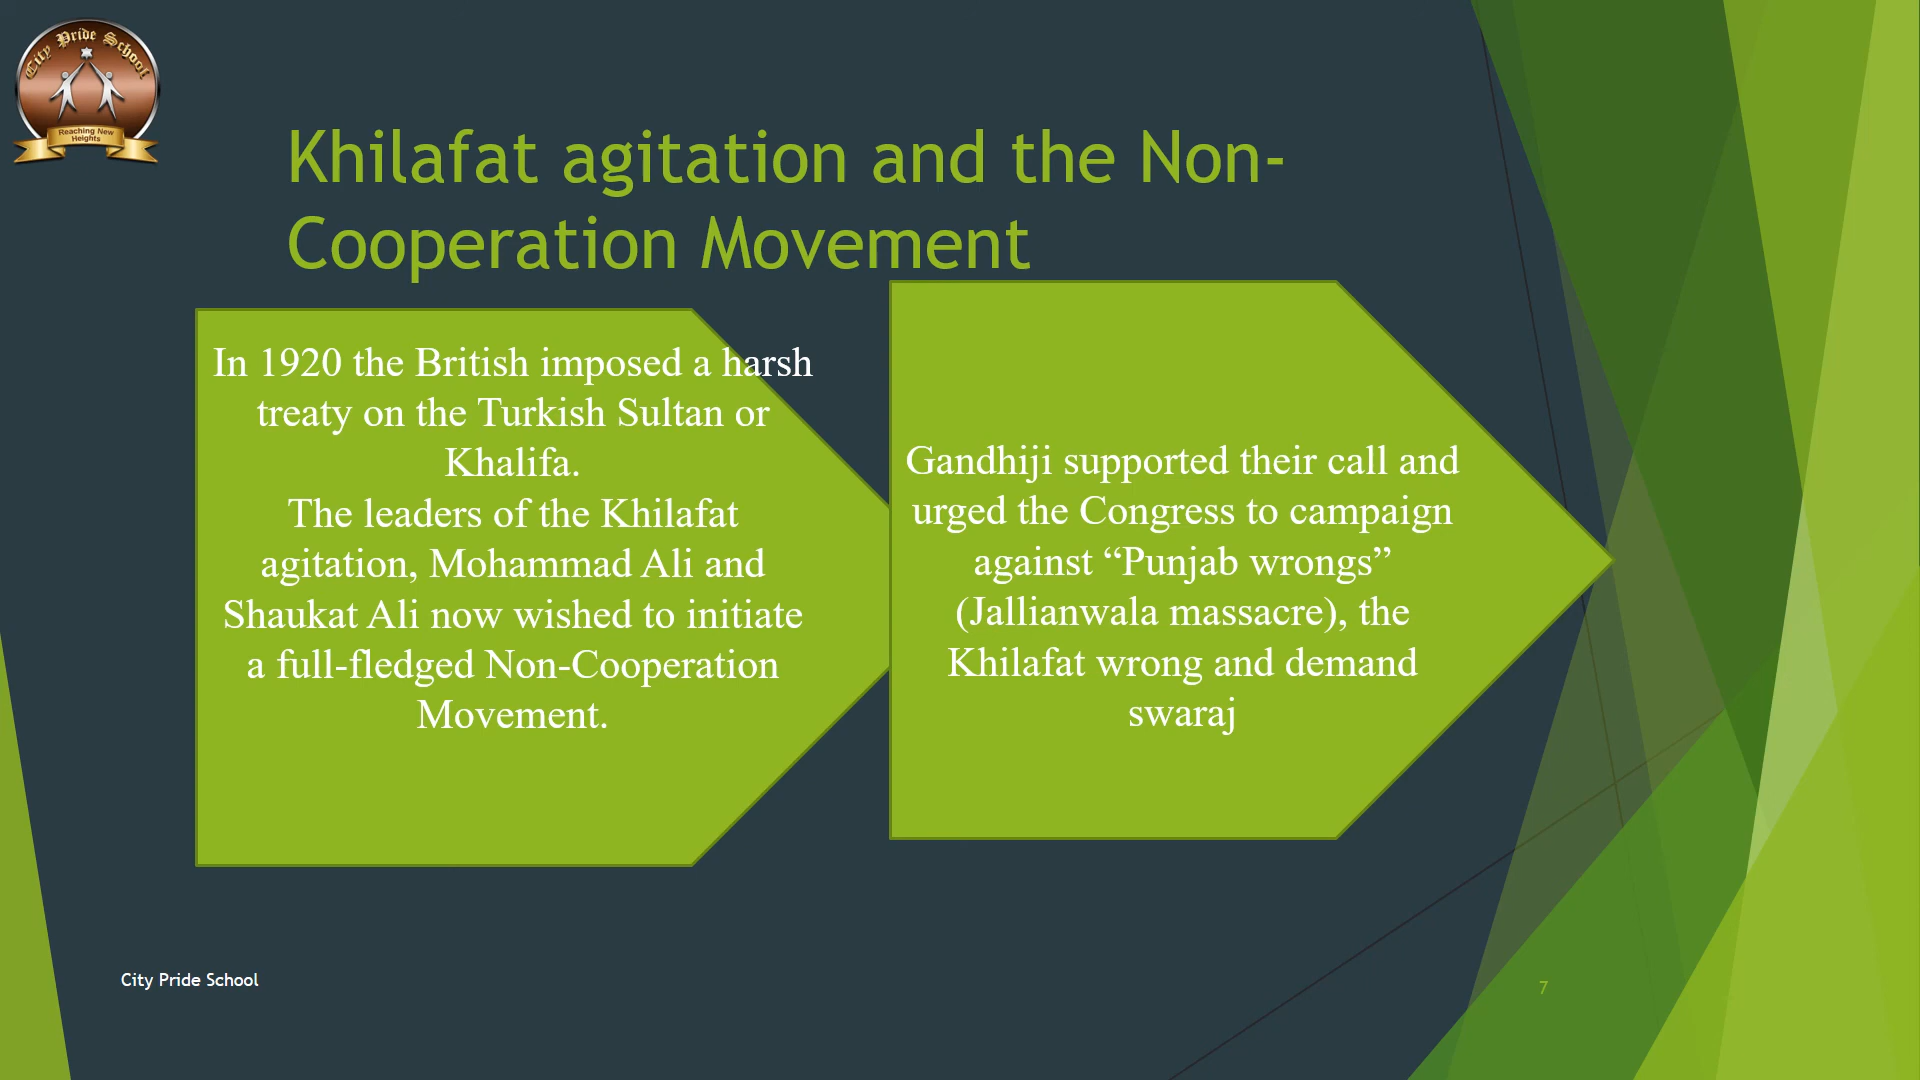 City Pride School
Reaching New
Heights
Khilafat agitation and the Non-
Cooperation Movement
In 1920 the British imposed a harsh
treaty on the Turkish Sultan or
Khalifa.
The leaders of the Khilafat
agitation, Mohammad Ali and
Shaukat Ali now wished to initiate
a full-fledged Non-Cooperation
Movement.
Gandhiji supported their call and
urged the Congress to campaign
against “Punjab wrongs”
(Jallianwala massacre), the
Khilafat wrong and demand
swaraj
City Pride School
7